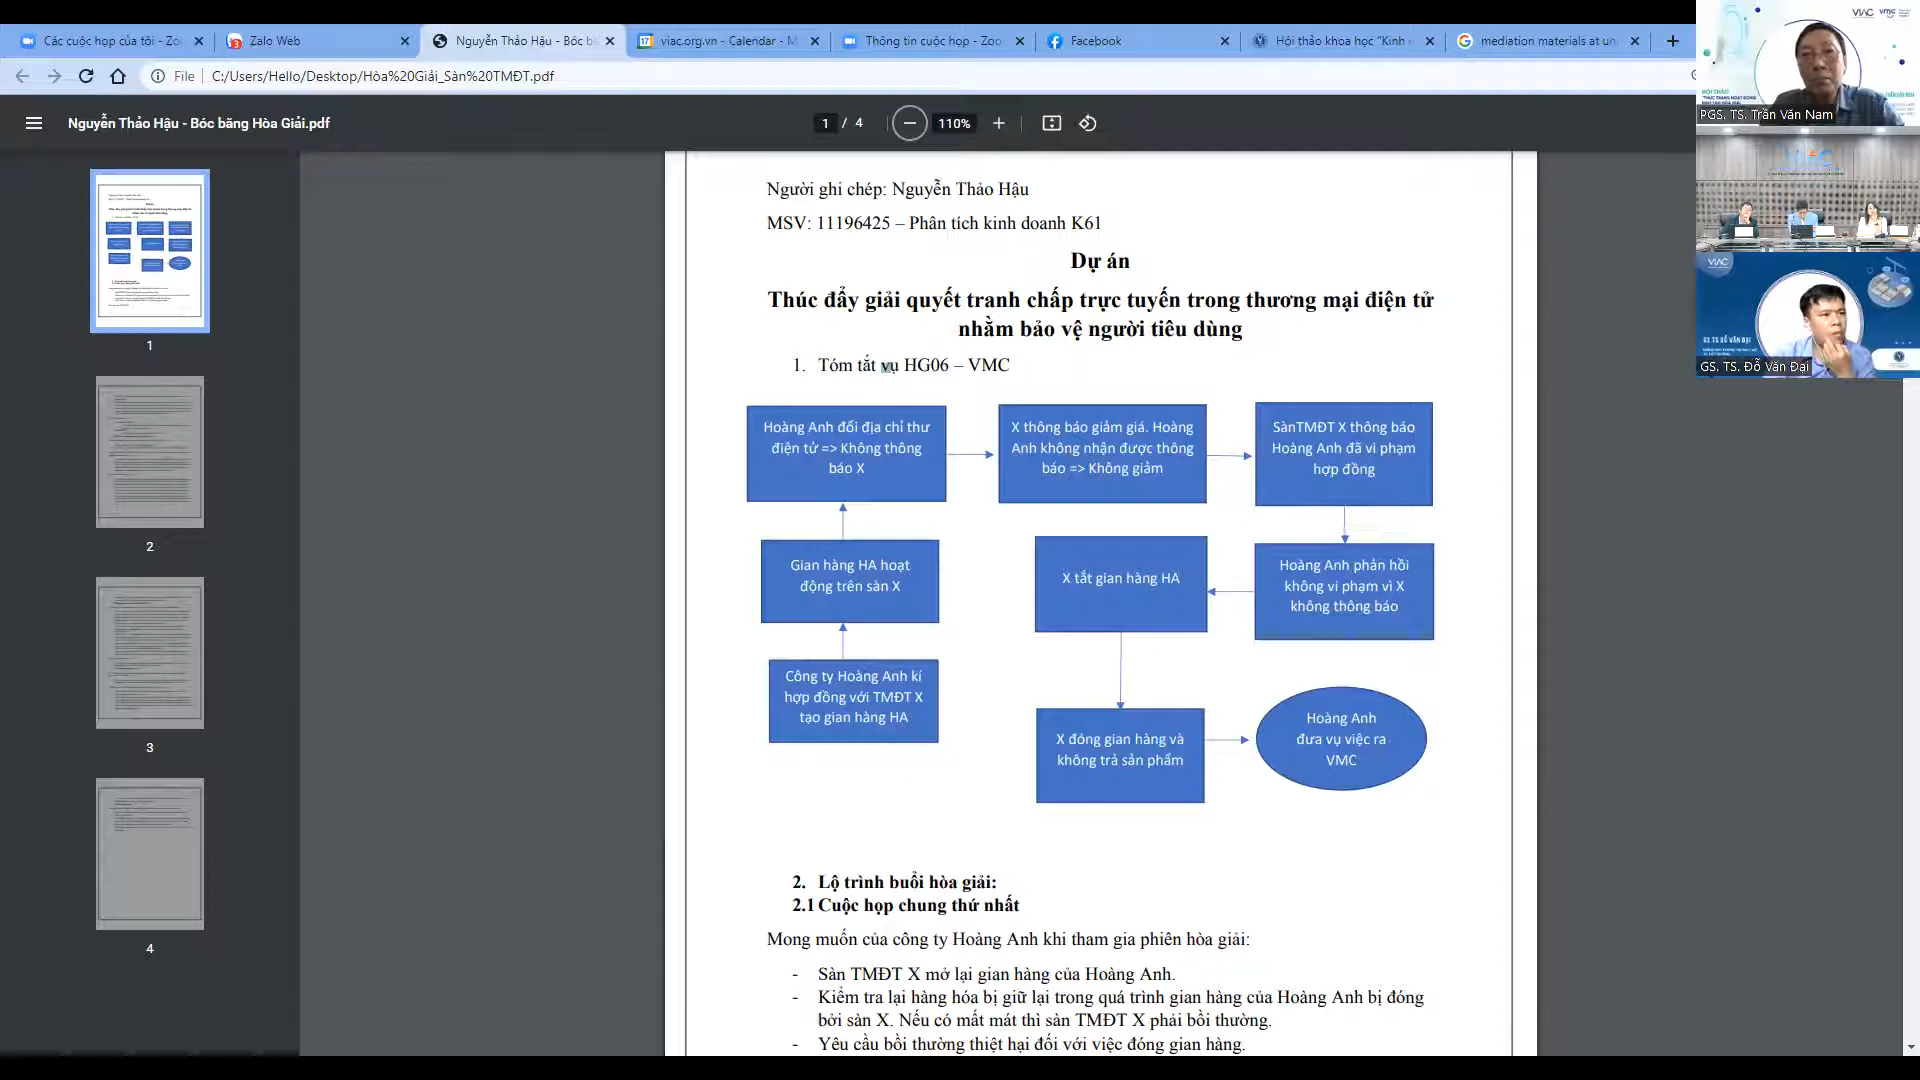 Các cuộc họp của tôi - Zo
Zalo Web
Nguyễn Thảo Hậu - Bóc bă
viac.org.vn - Calendar - M
Thông tin cuộc họp - Zoo
Facebook
Hội thảo khoa học "Kinh
mediation materials at un
File
C:/Users/Hello/Desktop/Hòa%20Giải_Sàn%20TMĐT.pdf
Nguyễn Thảo Hậu - Bóc băng Hòa Giải.pdf
1 / 4
110%
1
2
3
4
Người ghi chép: Nguyễn Thảo Hậu
MSV: 11196425 – Phân tích kinh doanh K61
Dự án
Thúc đẩy giải quyết tranh chấp trực tuyến trong thương mại điện tử
nhằm bảo vệ người tiêu dùng
1. Tóm tắt vụ HG06 – VMC
Hoàng Anh đổi địa chỉ thư
điện tử => Không thông
báo X
X thông báo giảm giá. Hoàng
Anh không nhận được thông
báo => Không giảm
SànTMĐT X thông báo
Hoàng Anh đã vi phạm
hợp đồng
Gian hàng HA hoạt
động trên sàn X
X tắt gian hàng HA
Hoàng Anh phản hồi
không vi phạm vì X
không thông báo
Công ty Hoàng Anh kí
hợp đồng với TMĐT X
tạo gian hàng HA
X đóng gian hàng và
không trả sản phẩm
Hoàng Anh
đưa vụ việc ra
VMC
2. Lộ trình buổi hòa giải:
2.1 Cuộc họp chung thứ nhất
Mong muốn của công ty Hoàng Anh khi tham gia phiên hòa giải:
- Sàn TMĐT X mở lại gian hàng của Hoàng Anh.
- Kiểm tra lại hàng hóa bị giữ lại trong quá trình gian hàng của Hoàng Anh bị đóng
bởi sàn X. Nếu có mất mát thì sàn TMĐT X phải bồi thường.
- Yêu cầu bồi thường thiệt hại đối với việc đóng gian hàng.
VIAC vmc
HỘI THẢO
PGS. TS. Trần Văn Nam
VIAC
VIAC
GS.TS ĐỖ VĂN ĐẠI
GS. TS. Đỗ Văn Đại